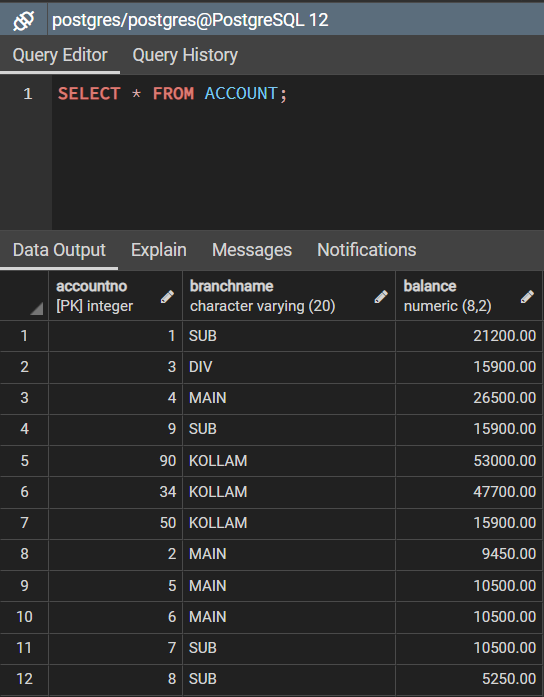 postgres/postgres@PostgreSQL 12
Query Editor Query History
1 SELECT * FROM ACCOUNT;
Data Output Explain Messages Notifications
accountno branchname balance
[PK] integer character varying (20) numeric (8,2)
1 1 SUB 21200.00
2 3 DIV 15900.00
3 4 MAIN 26500.00
4 9 SUB 15900.00
5 90 KOLLAM 53000.00
6 34 KOLLAM 47700.00
7 50 KOLLAM 15900.00
8 2 MAIN 9450.00
9 5 MAIN 10500.00
10 6 MAIN 10500.00
11 7 SUB 10500.00
12 8 SUB 5250.00